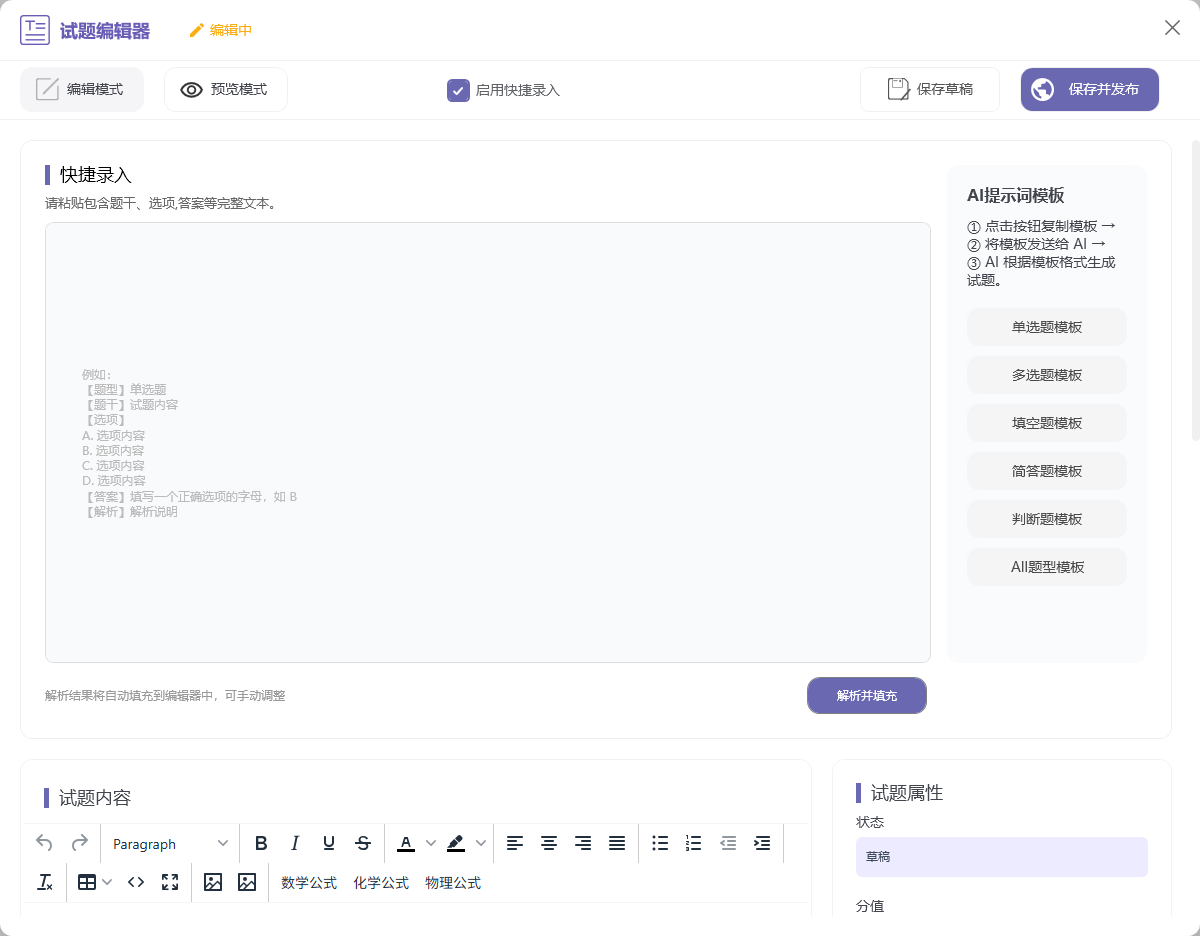 试题编辑器
编辑中
编辑模式
预览模式
启用快捷录入
保存草稿
保存并发布
快捷录入
请粘贴包含题干、选项,答案等完整文本。
例如：
【题型】单选题
【题干】试题内容
【选项】
A. 选项内容
B. 选项内容
C. 选项内容
D. 选项内容
【答案】填写一个正确选项的字母，如 B
【解析】解析说明
解析结果将自动填充到编辑器中，可手动调整
解析并填充
AI提示词模板
① 点击按钮复制模板 →
② 将模板发送给 AI →
③ AI 根据模板格式生成
试题。
单选题模板
多选题模板
填空题模板
简答题模板
判断题模板
All题型模板
试题内容
Paragraph
数学公式
化学公式
物理公式
试题属性
状态
草稿
分值